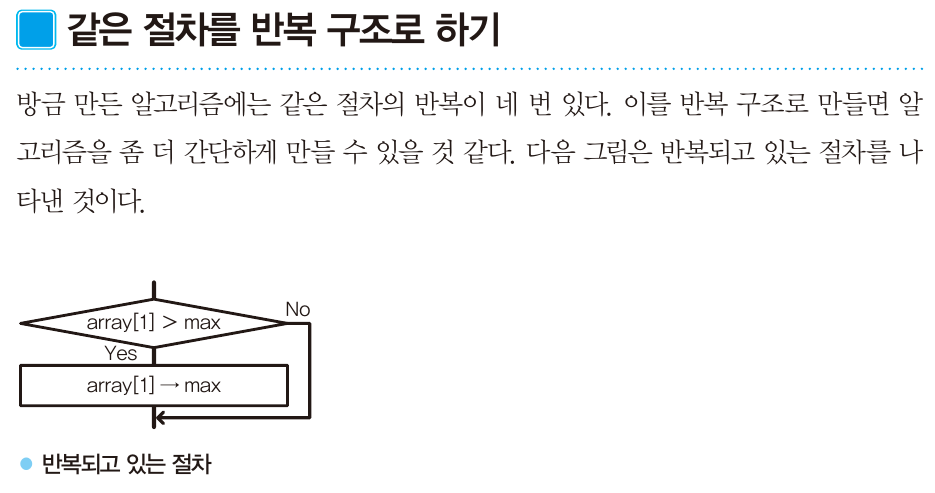 같은 절차를 반복 구조로 하기
방금 만든 알고리즘에는 같은 절차의 반복이 네 번 있다. 이를 반복 구조로 만들면 알
고리즘을 좀 더 간단하게 만들 수 있을 것 같다. 다음 그림은 반복되고 있는 절차를 나
타낸 것이다.
No
array[1] > max
Yes
array[1] → max
● 반복되고 있는 절차